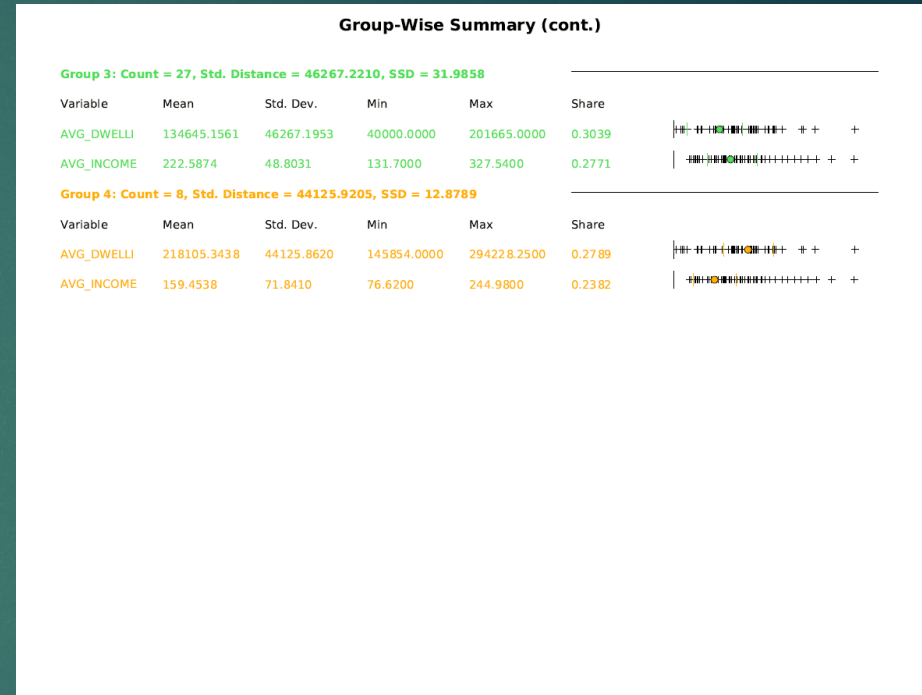 Group-Wise Summary (cont.)
Group 3: Count = 27, Std. Distance = 46267.2210, SSD = 31.9858
Variable Mean Std. Dev. Min Max Share
AVG_DWELLI 134645.1561 46267.1953 40000.0000 201665.0000 0.3039
AVG_INCOME 222.5874 48.8031 131.7000 327.5400 0.2771
Group 4: Count = 8, Std. Distance = 44125.9205, SSD = 12.8789
Variable Mean Std. Dev. Min Max Share
AVG_DWELLI 218105.3438 44125.8620 145854.0000 294228.2500 0.2789
AVG_INCOME 159.4538 71.8410 76.6200 244.9800 0.2382